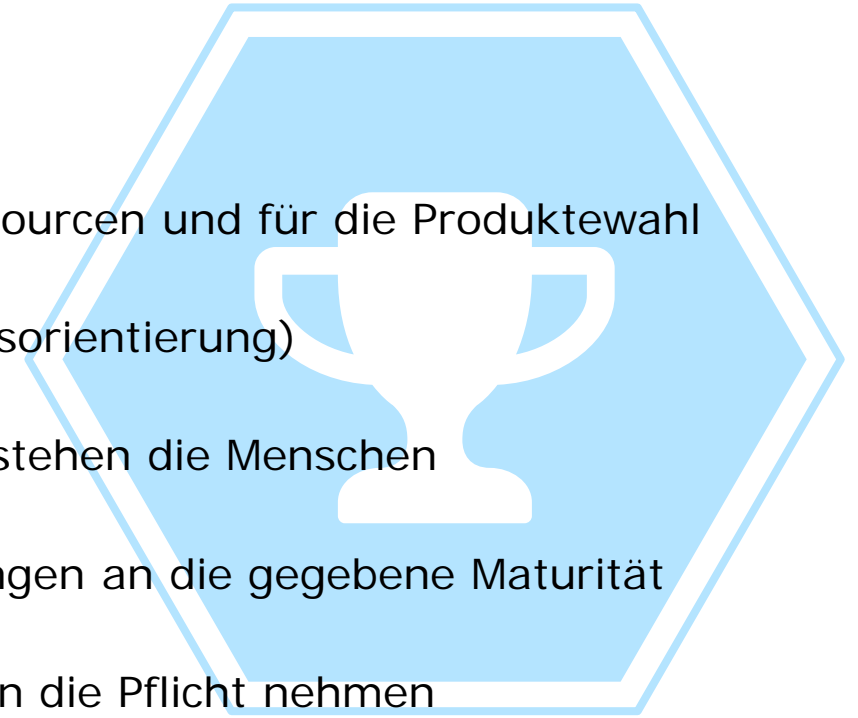 ourcen und für die Produktewahl
sorientierung)
stehen die Menschen
ngen an die gegebene Maturität
n die Pflicht nehmen